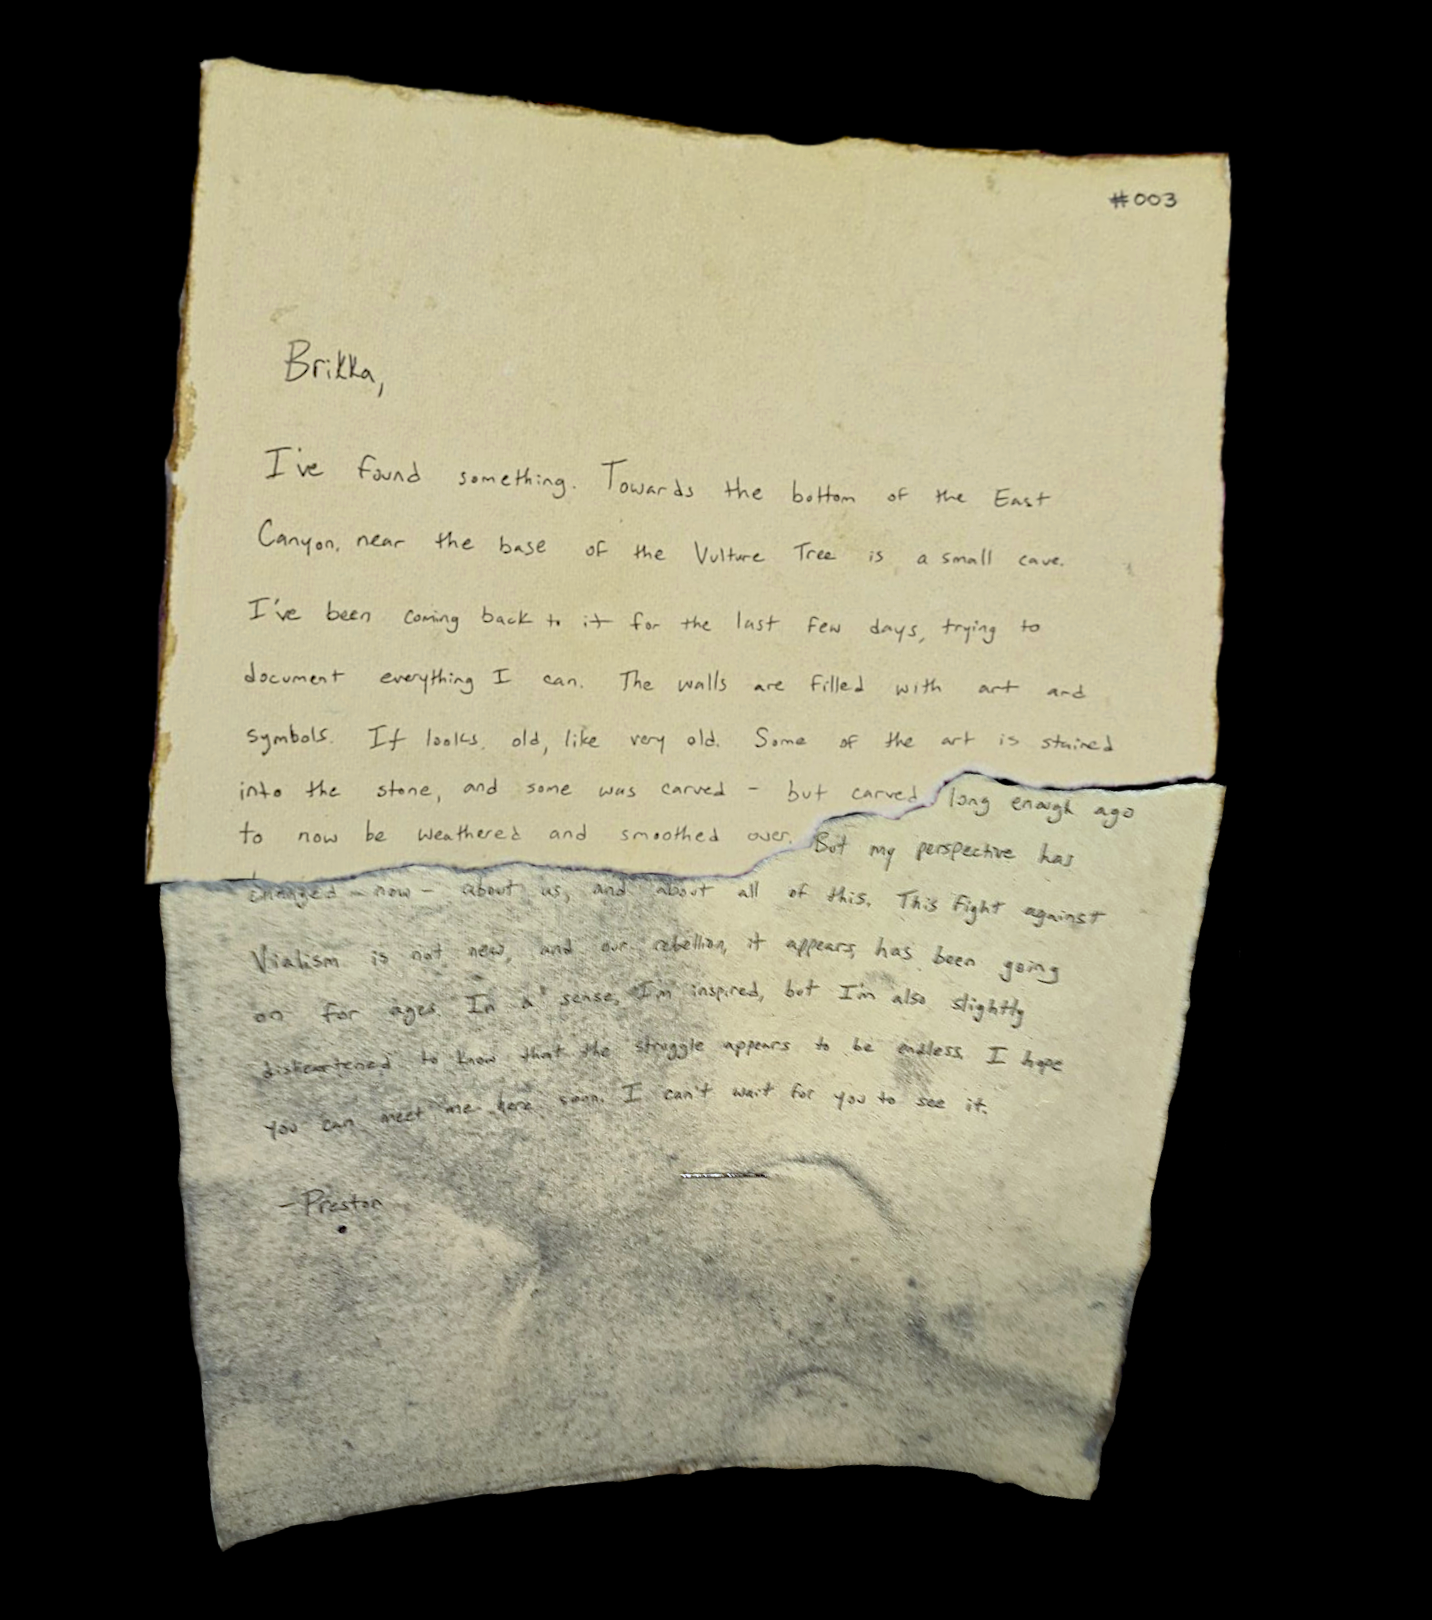 #003
Brikka,
I've found something. Towards the bottom of the East
Canyon, near the base of the Vulture Tree is a small cave.
I've been coming back to it for the last few days, trying to
document everything I can. The walls are filled with art and
symbols. It looks, old, like very old. Some of the art is stained
into the stone, and some was carved - but carved long enough ago
to now be weathered and smoothed over. But my perspective has
changed - now - about us, and about all of this. This fight against
Vialism is not new, and our rebellion, it appears, has been going
on for ages. In a sense, I'm inspired, but I'm also slightly
disheartened to know that the struggle appears to be endless. I hope
you can meet me here soon. I can't wait for you to see it.
- Preston